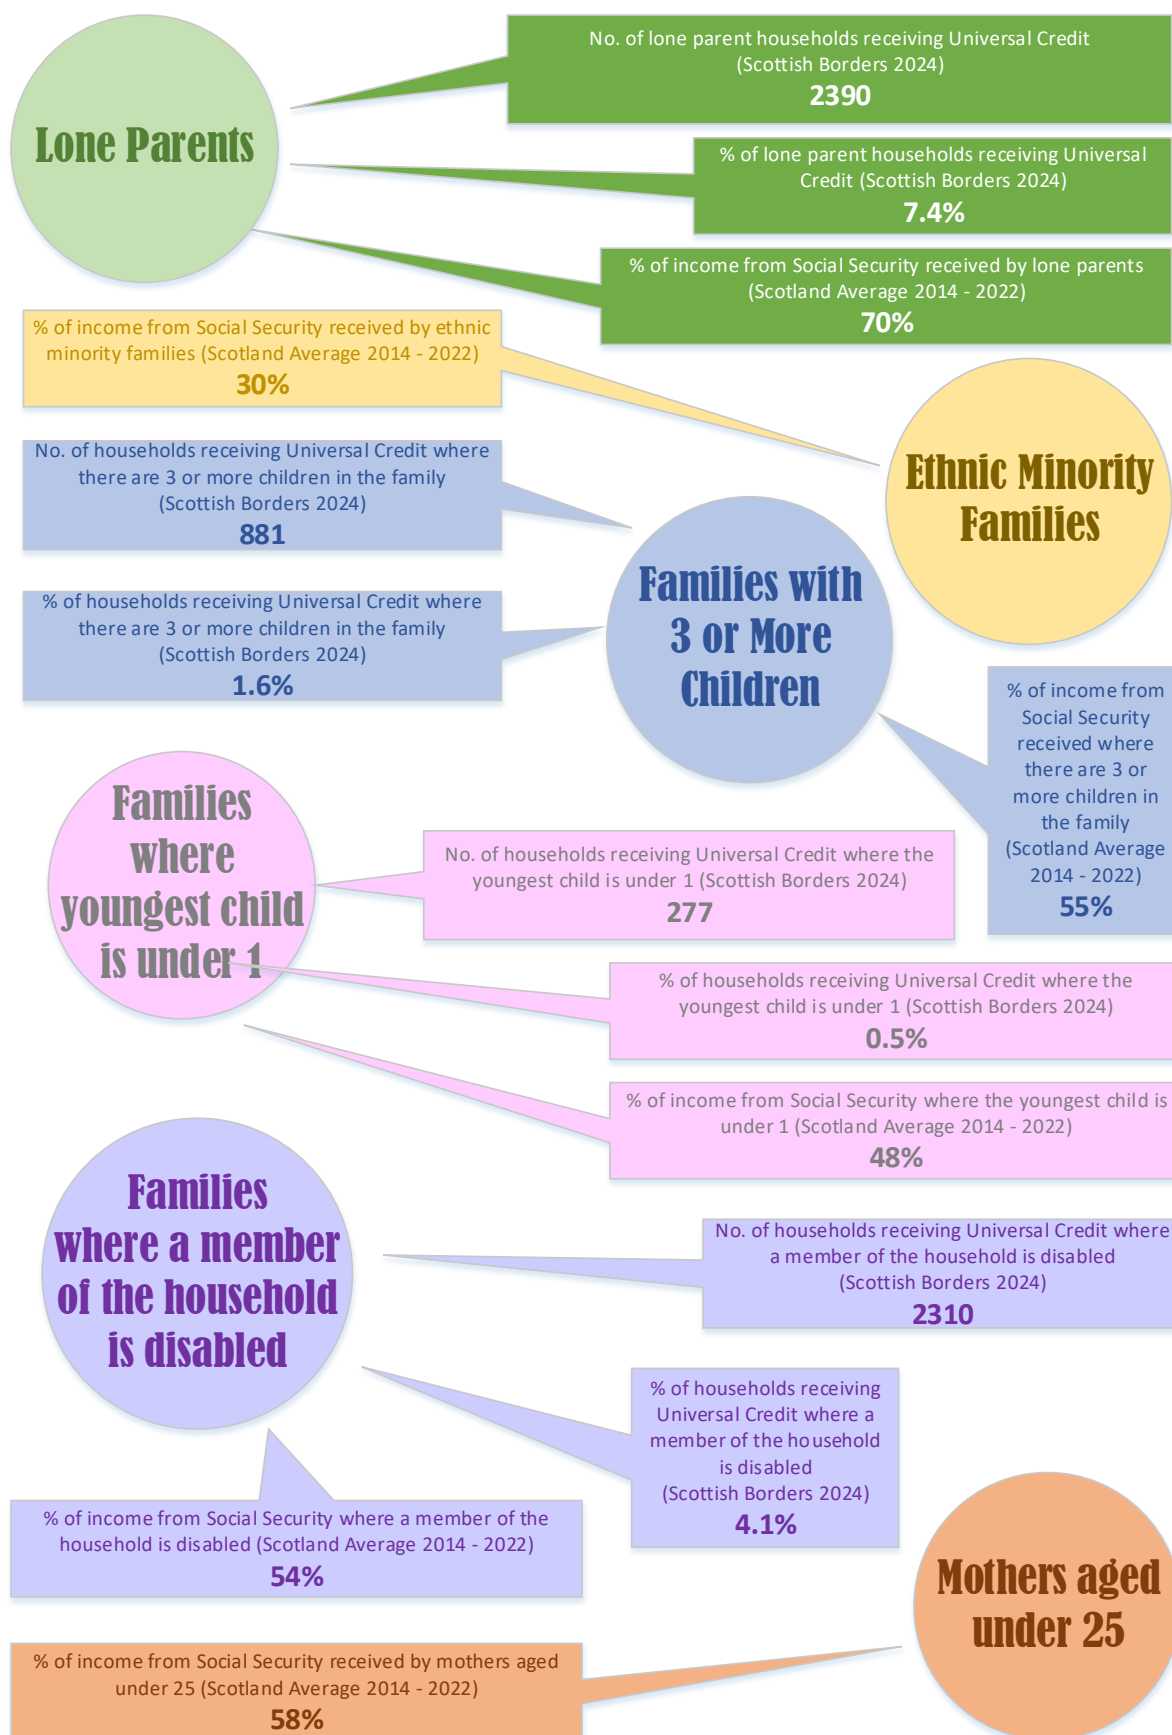 Lone Parents
No. of lone parent households receiving Universal Credit
(Scottish Borders 2024)
2390
% of lone parent households receiving Universal
Credit (Scottish Borders 2024)
7.4%
% of income from Social Security received by lone parents
(Scotland Average 2014 - 2022)
70%
% of income from Social Security received by ethnic
minority families (Scotland Average 2014 - 2022)
30%
Ethnic Minority
Families
No. of households receiving Universal Credit where
there are 3 or more children in the family
(Scottish Borders 2024)
881
Families with
3 or More
Children
% of households receiving Universal Credit where
there are 3 or more children in the family
(Scottish Borders 2024)
1.6%
% of income from
Social Security
received where
there are 3 or
more children in
the family
(Scotland Average
2014 - 2022)
55%
Families
where
youngest child
is under 1
No. of households receiving Universal Credit where the
youngest child is under 1 (Scottish Borders 2024)
277
% of households receiving Universal Credit where the
youngest child is under 1 (Scottish Borders 2024)
0.5%
% of income from Social Security where the youngest child is
under 1 (Scotland Average 2014 - 2022)
48%
Families
where a member
of the household
is disabled
No. of households receiving Universal Credit where
a member of the household is disabled
(Scottish Borders 2024)
2310
% of households receiving
Universal Credit where a
member of the household
is disabled
(Scottish Borders 2024)
4.1%
% of income from Social Security where a member of the
household is disabled (Scotland Average 2014 - 2022)
54%
Mothers aged
under 25
% of income from Social Security received by mothers aged
under 25 (Scotland Average 2014 - 2022)
58%